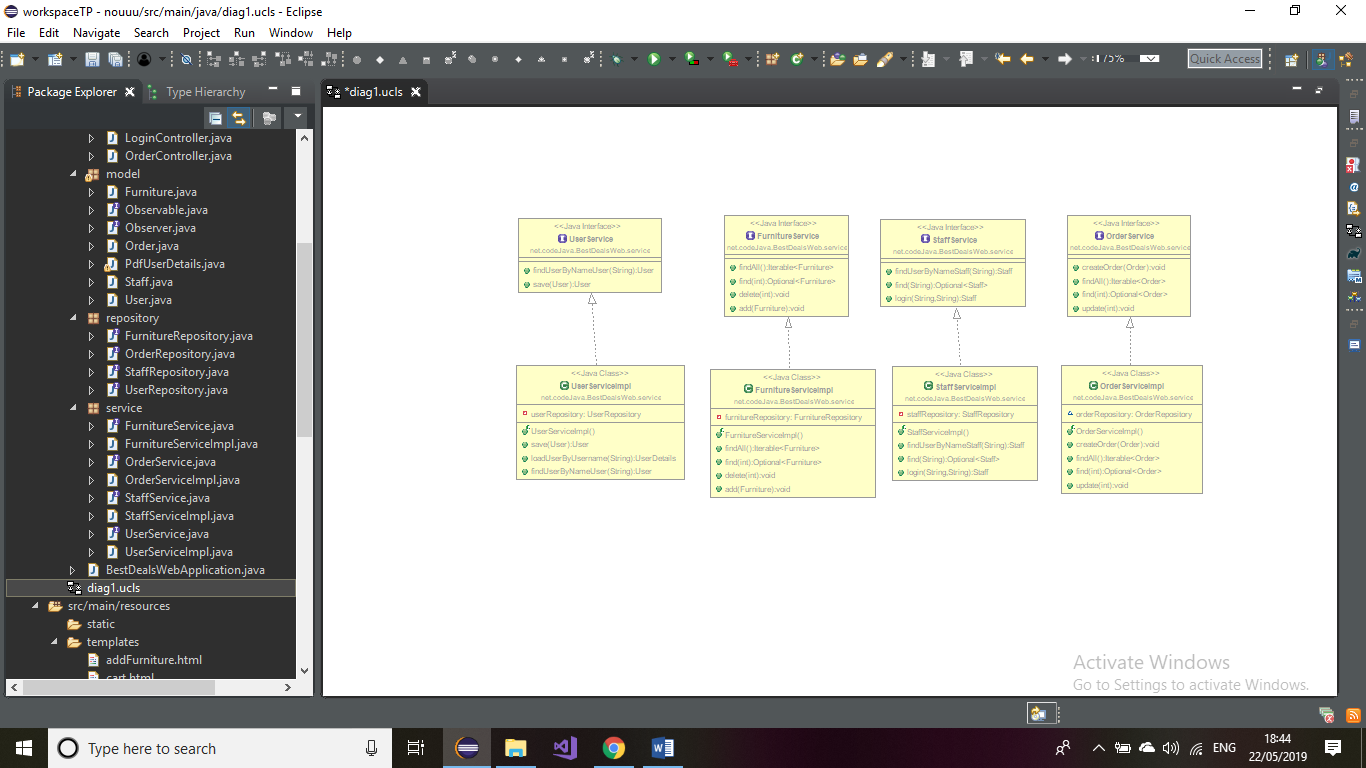 workspaceTP - nouuu/src/main/java/diag1.ucls - Eclipse
File Edit Navigate Search Project Run Window Help
75%
Quick Access
Package Explorer
Type Hierarchy
*diag1.ucls
LoginController.java
OrderController.java
model
Furniture.java
Observable.java
Observer.java
Order.java
PdfUserDetails.java
Staff.java
User.java
repository
FurnitureRepository.java
OrderRepository.java
StaffRepository.java
UserRepository.java
service
FurnitureService.java
FurnitureServiceImpl.java
OrderService.java
OrderServiceImpl.java
StaffService.java
StaffServiceImpl.java
UserService.java
UserServiceImpl.java
BestDealsWebApplication.java
diag1.ucls
src/main/resources
static
templates
addFurniture.html
cart.html
<<Java Interface>>
UserService
net.codeJava.BestDealsWeb.service
findUserByNameUser(String):User
save(User):User
<<Java Interface>>
FurnitureService
net.codeJava.BestDealsWeb.service
findAll():Iterable<Furniture>
find(int):Optional<Furniture>
delete(int):void
add(Furniture):void
<<Java Interface>>
StaffService
net.codeJava.BestDealsWeb.service
findUserByNameStaff(String):Staff
find(String):Optional<Staff>
login(String,String):Staff
<<Java Interface>>
OrderService
net.codeJava.BestDealsWeb.service
createOrder(Order):void
findAll():Iterable<Order>
find(int):Optional<Order>
update(int):void
<<Java Class>>
UserServiceImpl
net.codeJava.BestDealsWeb.service
userRepository: UserRepository
UserServiceImpl()
save(User):User
loadUserByUsername(String):UserDetails
findUserByNameUser(String):User
<<Java Class>>
FurnitureServiceImpl
net.codeJava.BestDealsWeb.service
furnitureRepository: FurnitureRepository
FurnitureServiceImpl()
findAll():Iterable<Furniture>
find(int):Optional<Furniture>
delete(int):void
add(Furniture):void
<<Java Class>>
StaffServiceImpl
net.codeJava.BestDealsWeb.service
staffRepository: StaffRepository
StaffServiceImpl()
findUserByNameStaff(String):Staff
find(String):Optional<Staff>
login(String,String):Staff
<<Java Class>>
OrderServiceImpl
net.codeJava.BestDealsWeb.service
orderRepository: OrderRepository
OrderServiceImpl()
createOrder(Order):void
findAll():Iterable<Order>
find(int):Optional<Order>
update(int):void
Activate Windows
Go to Settings to activate Windows.
Type here to search
ENG
18:44
22/05/2019